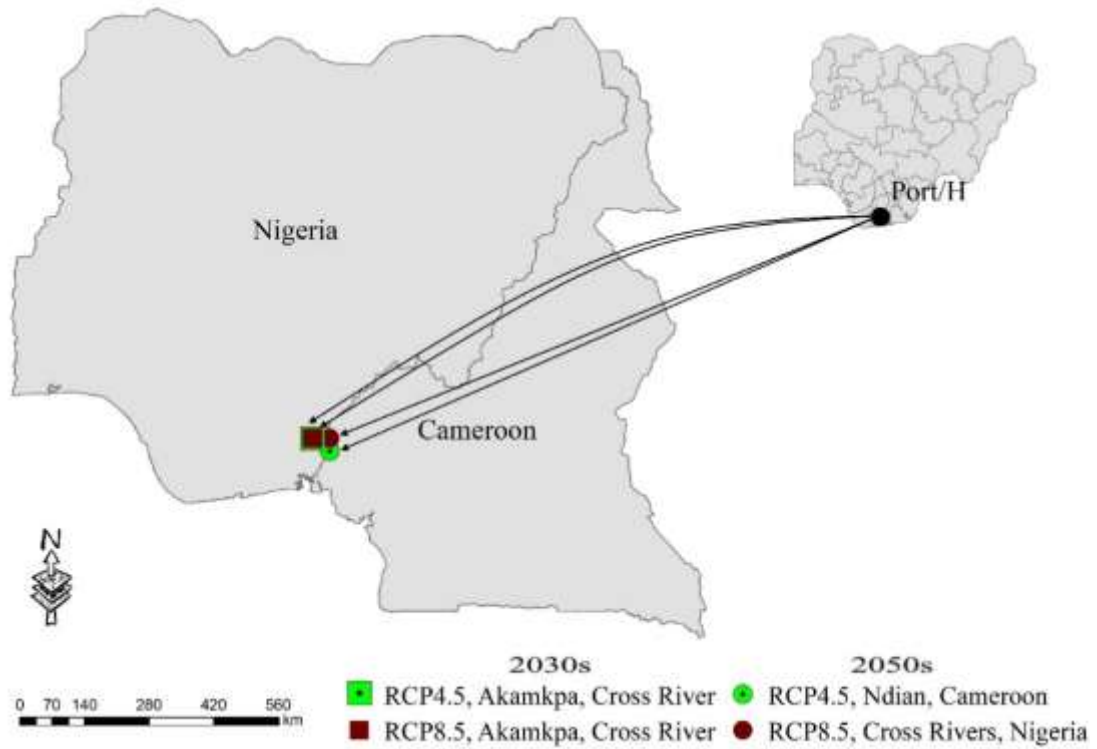 Port/H
Nigeria
Cameroon
N
2030s 2050s
RCP4.5, Akamkpa, Cross River RCP4.5, Ndian, Cameroon
RCP8.5, Akamkpa, Cross River RCP8.5, Cross Rivers, Nigeria
0 70 140 280 420 560
km